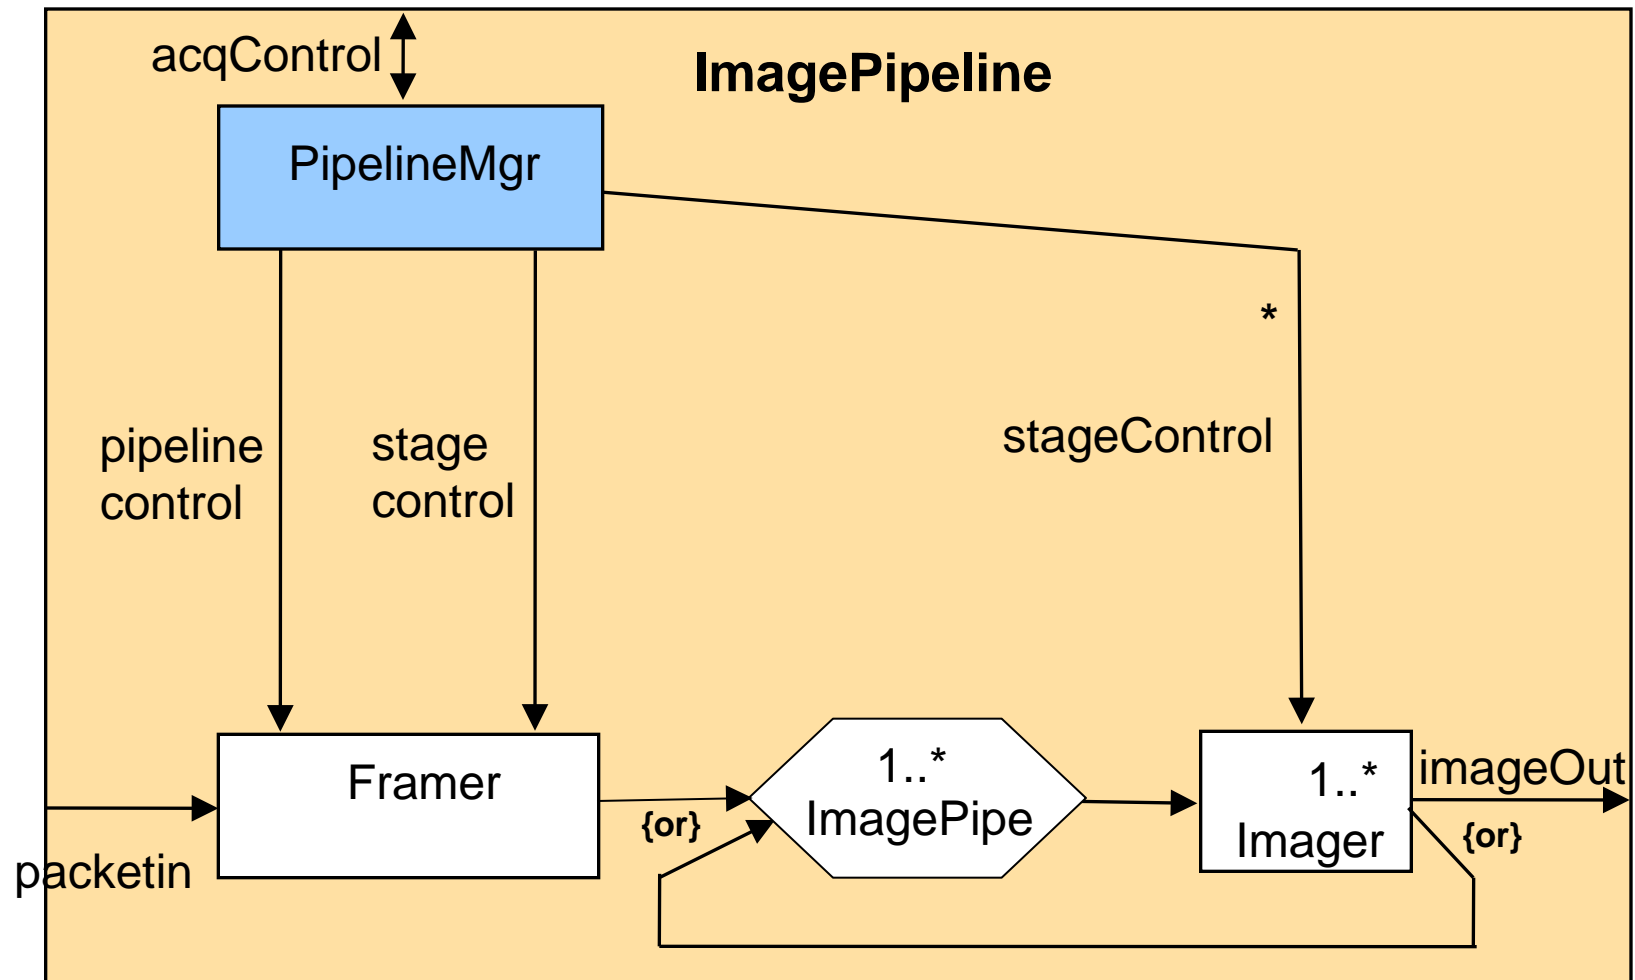 acqControl
ImagePipeline
PipelineMgr
*
pipeline
control
stage
control
stageControl
Framer
1..*
ImagePipe
1..*
Imager
imageOut
{or}
{or}
packetin